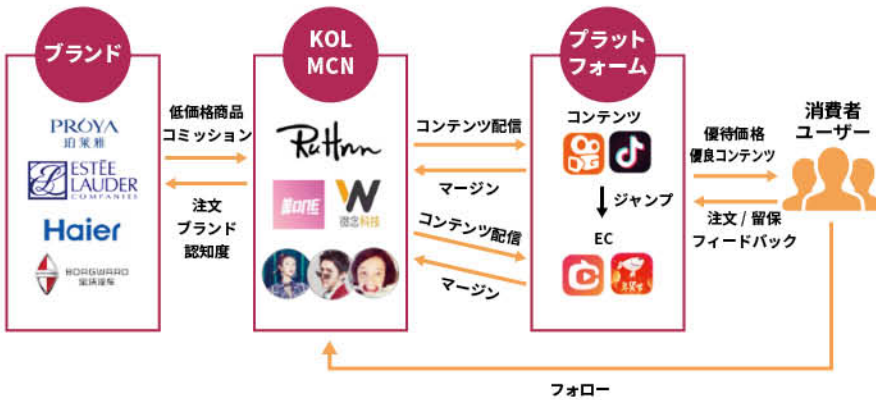 ブランド
PRÓYA
珀莱雅
ESTĒE
LAUDER
COMPANIES
Haier
BORGWARD
宝沃汽车
低価格商品
コミッション
注文
ブランド
認知度
KOL
MCN
RuHnn
微念科技
コンテンツ配信
マージン
コンテンツ配信
マージン
プラット
フォーム
コンテンツ
ジャンプ
EC
年货节
優待価格
優良コンテンツ
注文 / 留保
フィードバック
消費者
ユーザー
フォロー